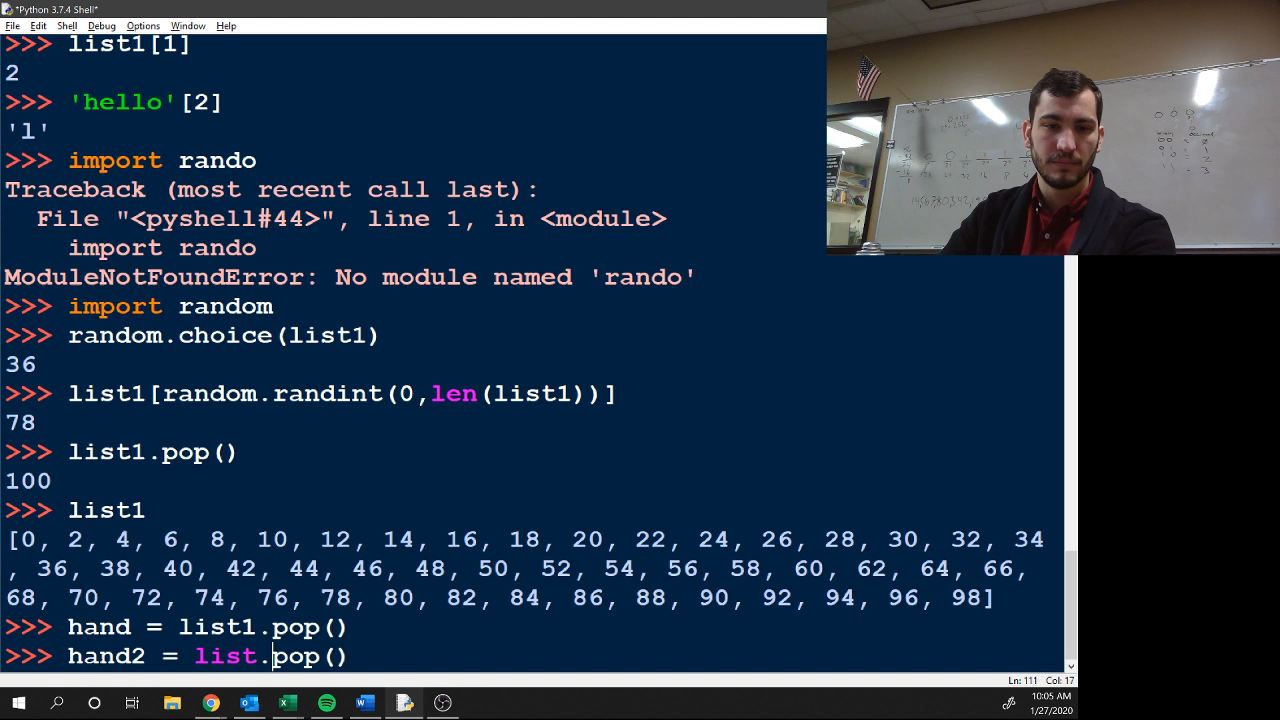 *Python 3.7.4 Shell*
File Edit Shell Debug Options Window Help
>>> list1[1]
2
>>> 'hello'[2]
'l'
>>> import rando
Traceback (most recent call last):
  File "<pyshell#44>", line 1, in <module>
    import rando
ModuleNotFoundError: No module named 'rando'
>>> import random
>>> random.choice(list1)
36
>>> list1[random.randint(0,len(list1))]
78
>>> list1.pop()
100
>>> list1
[0, 2, 4, 6, 8, 10, 12, 14, 16, 18, 20, 22, 24, 26, 28, 30, 32, 34
, 36, 38, 40, 42, 44, 46, 48, 50, 52, 54, 56, 58, 60, 62, 64, 66,
68, 70, 72, 74, 76, 78, 80, 82, 84, 86, 88, 90, 92, 94, 96, 98]
>>> hand = list1.pop()
>>> hand2 = list.pop()
Ln: 111 Col: 17
10:05 AM
1/27/2020